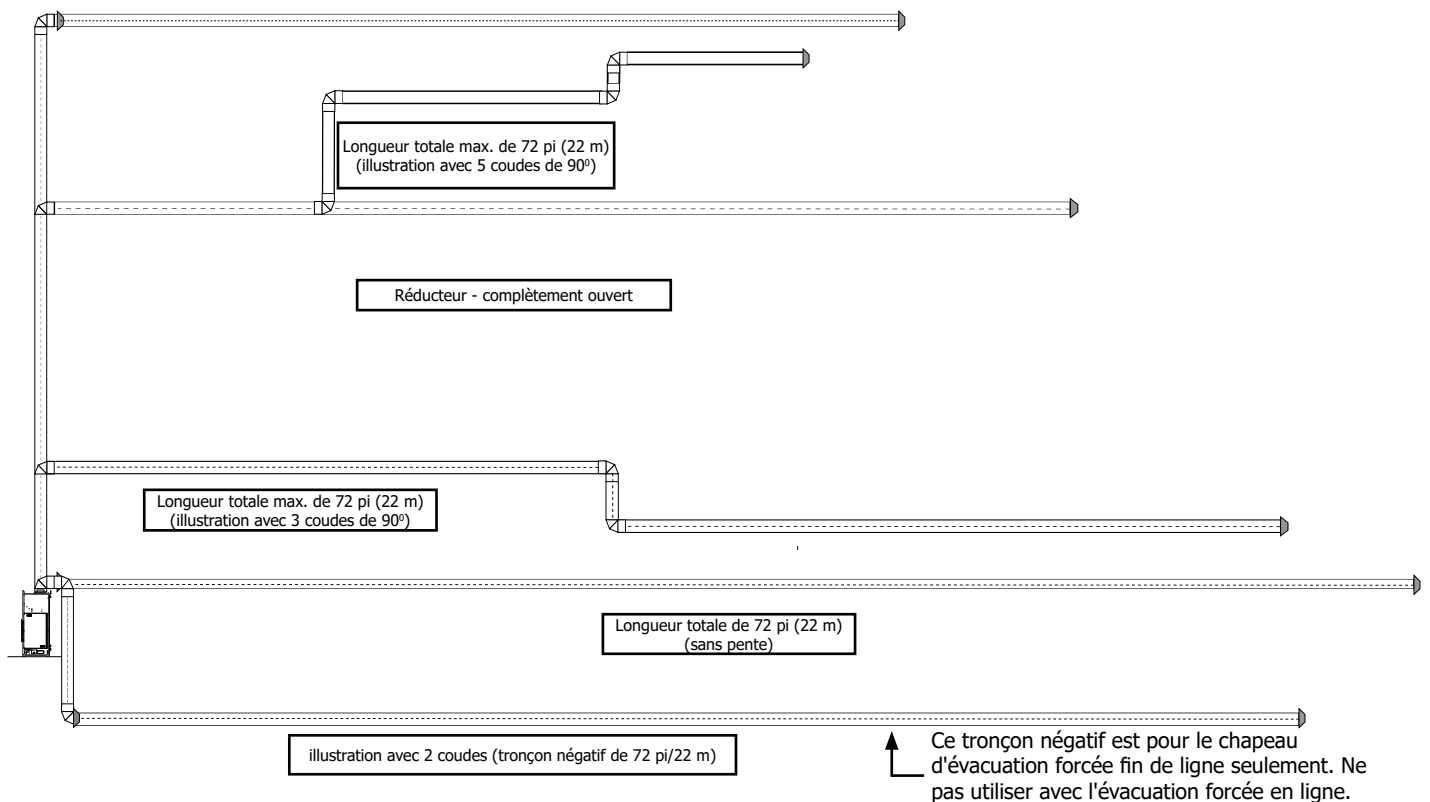 Longueur totale max. de 72 pi (22 m)
(illustration avec 5 coudes de 90⁰)
Réducteur - complètement ouvert
Longueur totale max. de 72 pi (22 m)
(illustration avec 3 coudes de 90⁰)
Longueur totale de 72 pi (22 m)
(sans pente)
illustration avec 2 coudes (tronçon négatif de 72 pi/22 m)
Ce tronçon négatif est pour le chapeau
d'évacuation forcée fin de ligne seulement. Ne
pas utiliser avec l'évacuation forcée en ligne.